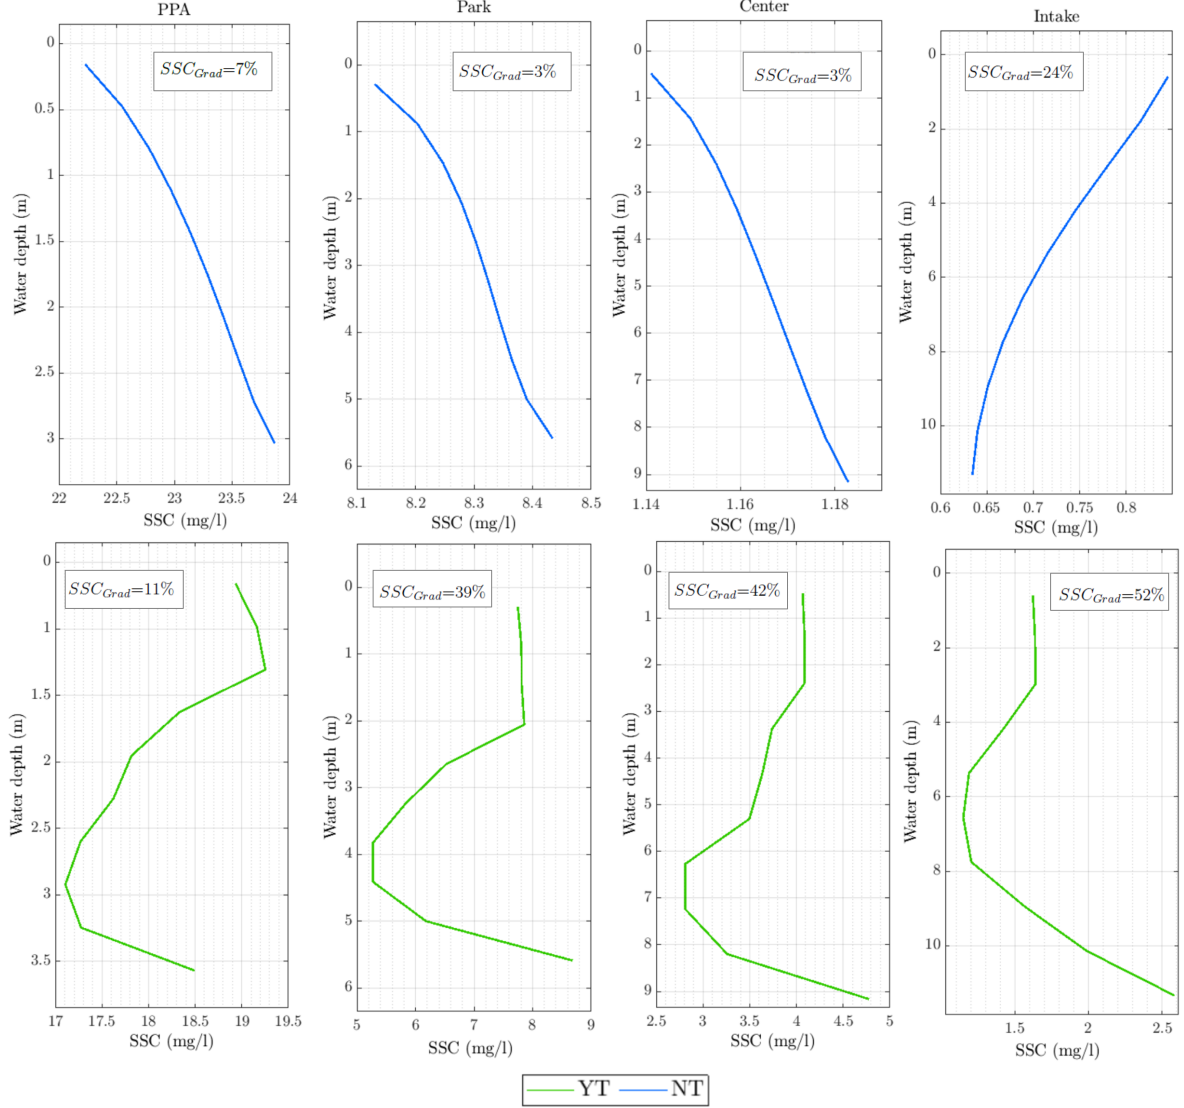 PPA
SSC_Grad=7%
0
0.5
1
1.5
2
2.5
3
Water depth (m)
22 22.5 23 23.5 24
SSC (mg/l)
Park
SSC_Grad=3%
0
1
2
3
4
5
6
Water depth (m)
8.1 8.2 8.3 8.4 8.5
SSC (mg/l)
Center
SSC_Grad=3%
0
1
2
3
4
5
6
7
8
9
Water depth (m)
1.14 1.16 1.18
SSC (mg/l)
Intake
SSC_Grad=24%
0
2
4
6
8
10
Water depth (m)
0.6 0.65 0.7 0.75 0.8
SSC (mg/l)
SSC_Grad=11%
0
1
1.5
2
2.5
3
3.5
Water depth (m)
17 17.5 18 18.5 19 19.5
SSC (mg/l)
SSC_Grad=39%
0
1
2
3
4
5
6
Water depth (m)
5 6 7 8 9
SSC (mg/l)
SSC_Grad=42%
0
1
2
3
4
5
6
7
8
9
Water depth (m)
2.5 3 3.5 4 4.5 5
SSC (mg/l)
SSC_Grad=52%
0
2
4
6
8
10
Water depth (m)
1.5 2 2.5
SSC (mg/l)
YT NT